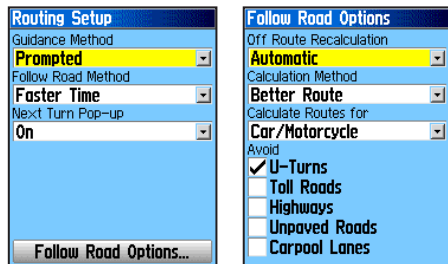 Routing Setup
Guidance Method
Prompted
Follow Road Method
Faster Time
Next Turn Pop-up
On
Follow Road Options...
Follow Road Options
Off Route Recalculation
Automatic
Calculation Method
Better Route
Calculate Routes for
Car/Motorcycle
Avoid
U-Turns
Toll Roads
Highways
Unpaved Roads
Carpool Lanes